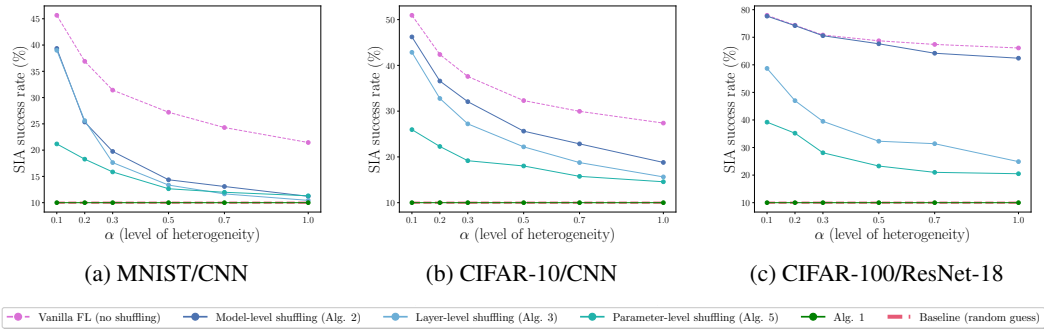 SIA success rate (%)
45
40
35
30
25
20
15
10
0.1 0.2 0.3 0.5 0.7 1.0
α (level of heterogeneity)
(a) MNIST/CNN
SIA success rate (%)
50
40
30
20
10
0.1 0.2 0.3 0.5 0.7 1.0
α (level of heterogeneity)
(b) CIFAR-10/CNN
SIA success rate (%)
80
70
60
50
40
30
20
10
0.1 0.2 0.3 0.5 0.7 1.0
α (level of heterogeneity)
(c) CIFAR-100/ResNet-18
Vanilla FL (no shuffling) Model-level shuffling (Alg. 2) Layer-level shuffling (Alg. 3) Parameter-level shuffling (Alg. 5) Alg. 1 Baseline (random guess)